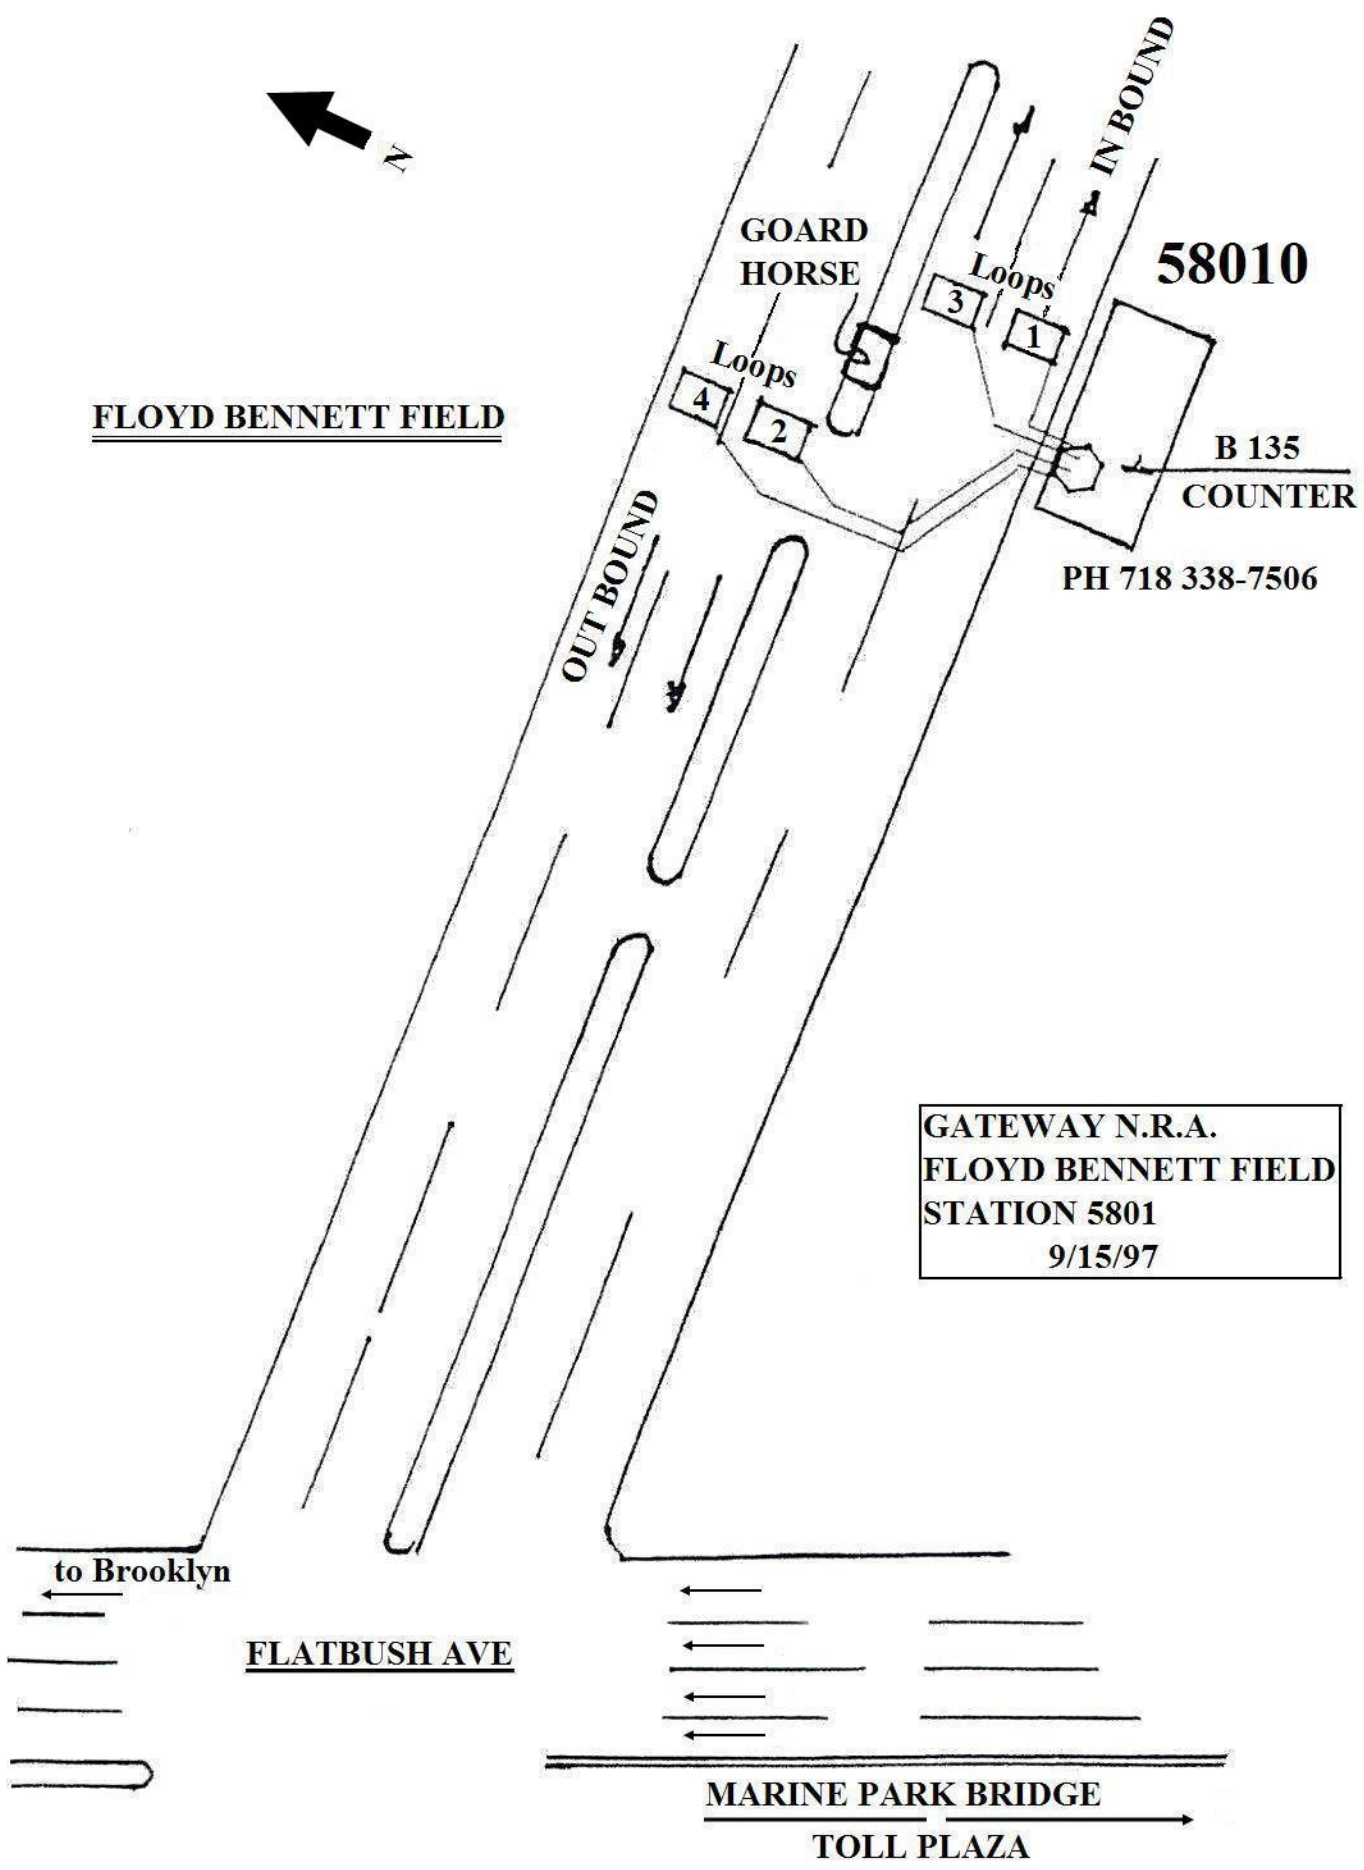 N
IN BOUND
GOARD
HORSE
58010
Loops
3
1
Loops
4
2
FLOYD BENNETT FIELD
B 135
COUNTER
OUT BOUND
PH 718 338-7506
GATEWAY N.R.A.
FLOYD BENNETT FIELD
STATION 5801
9/15/97
to Brooklyn
FLATBUSH AVE
MARINE PARK BRIDGE
TOLL PLAZA